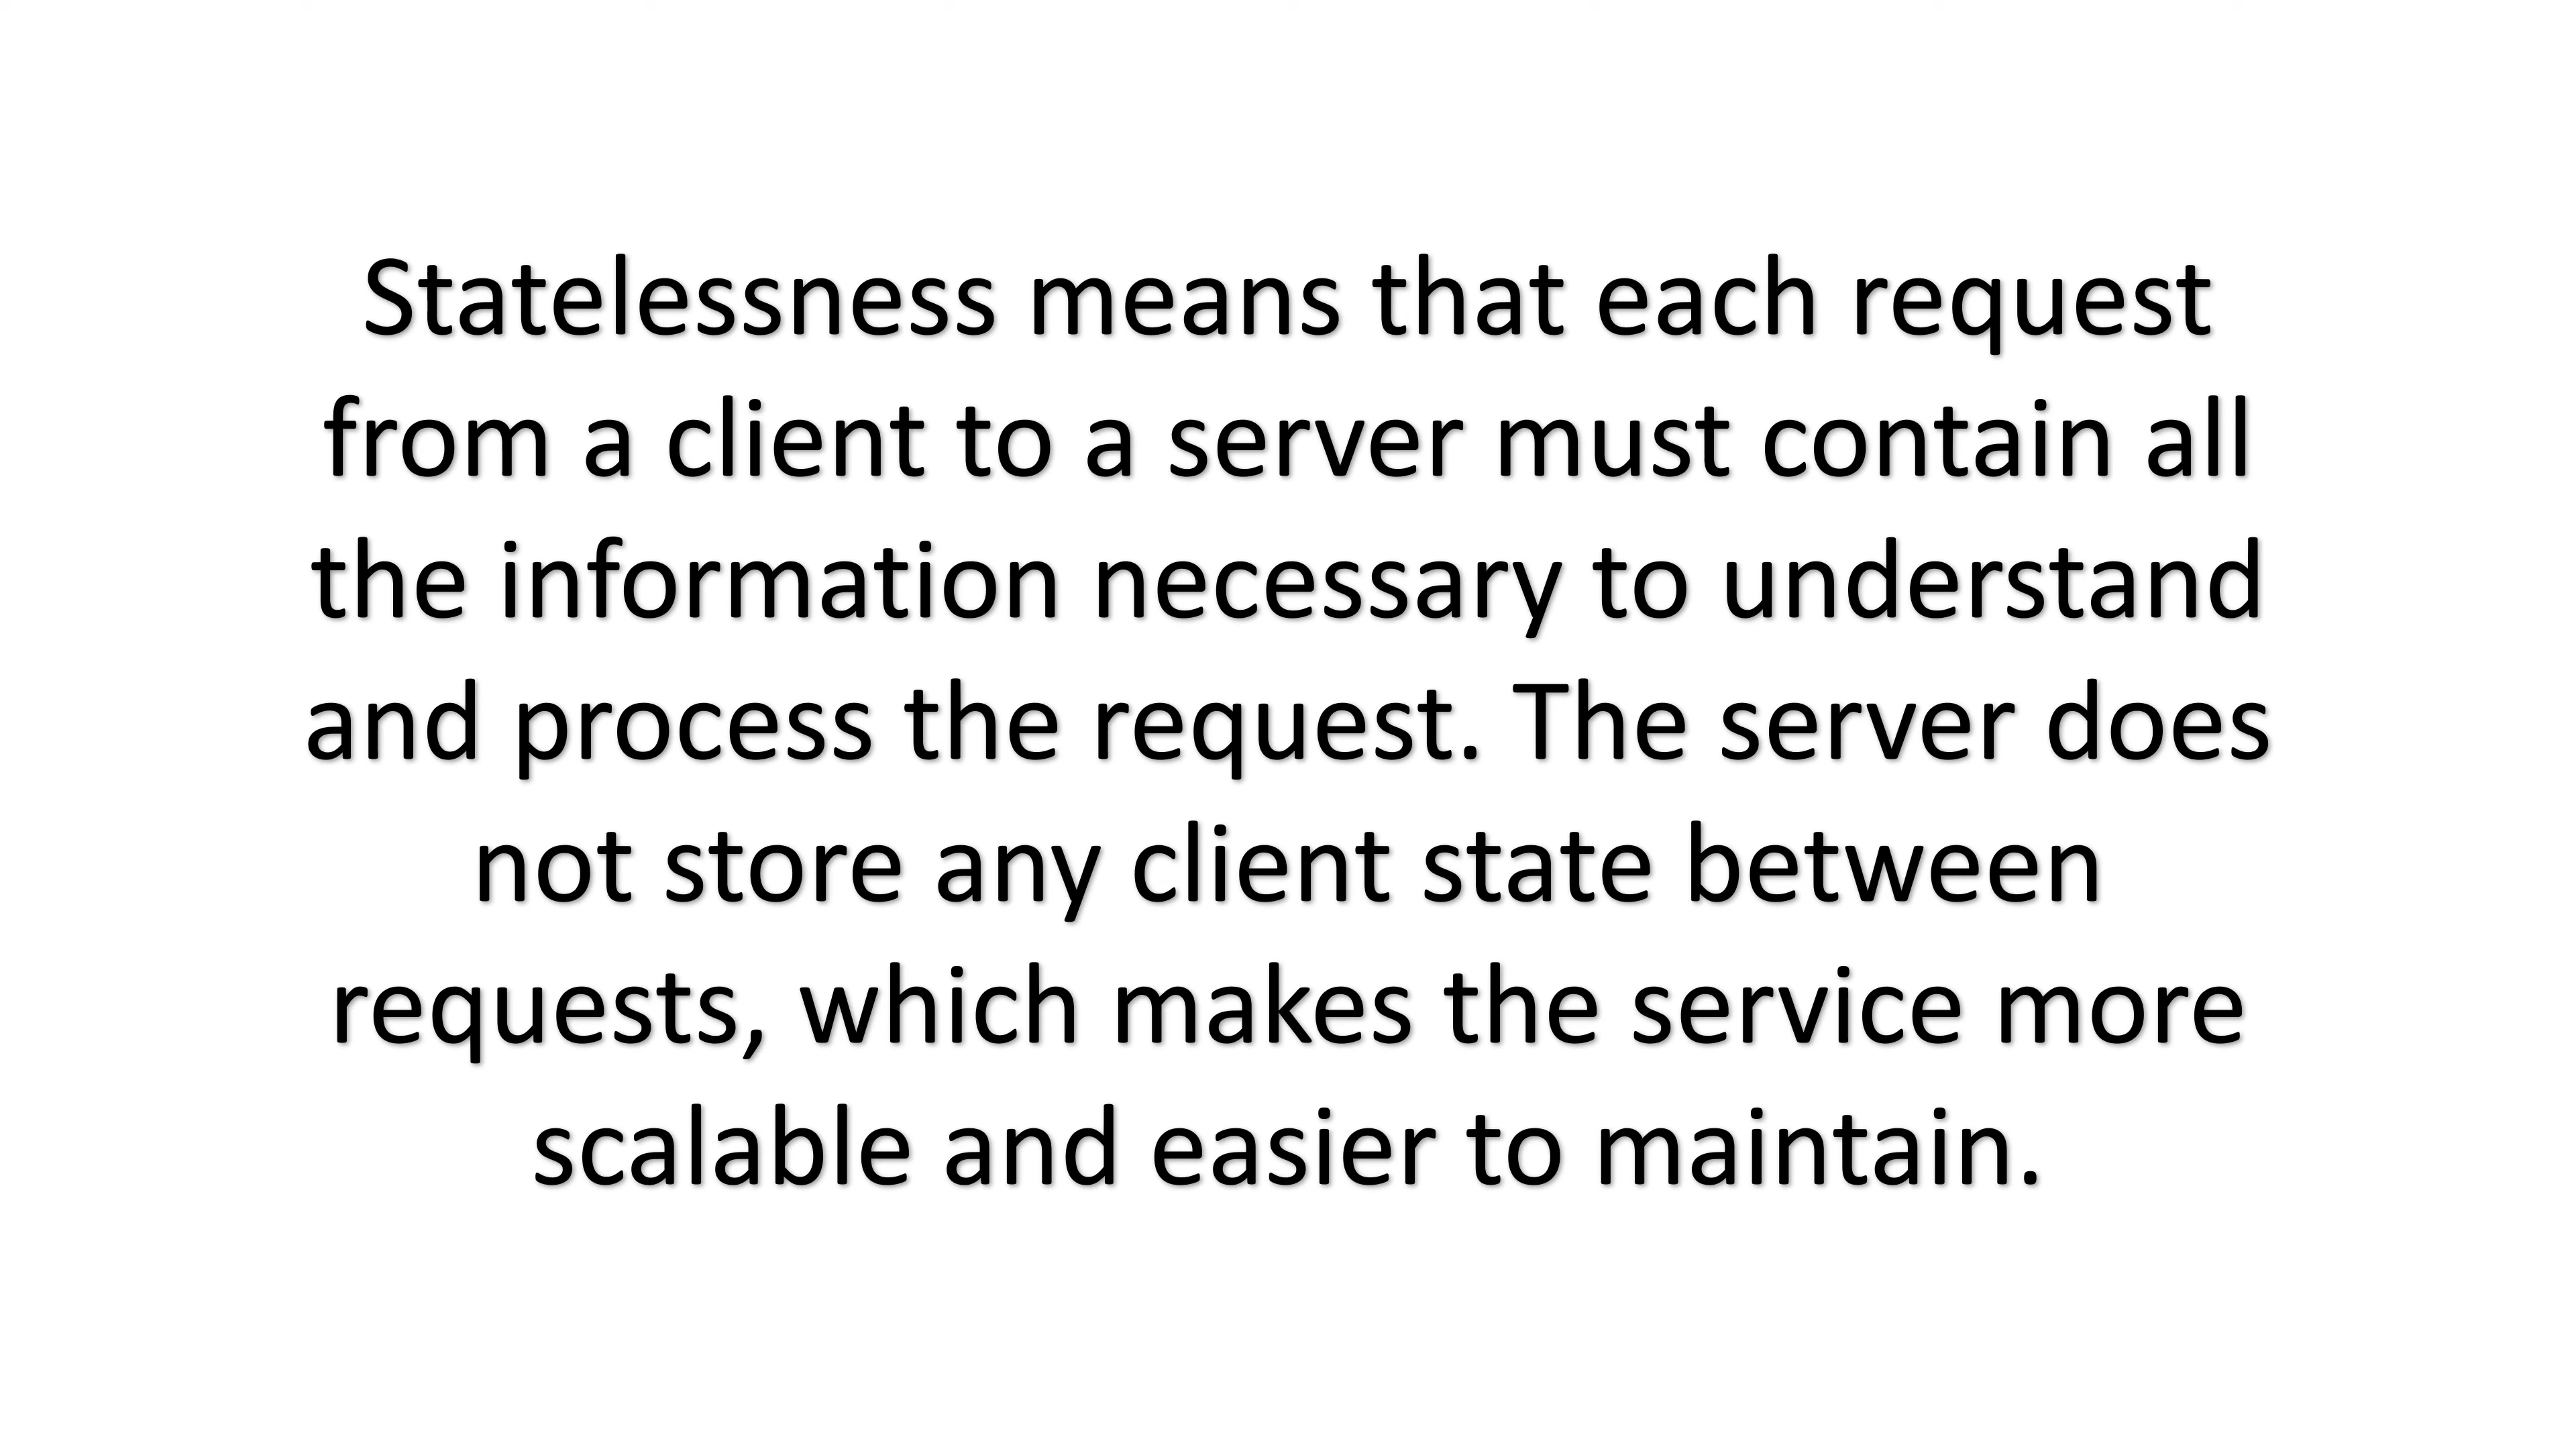 Statelessness means that each request
from a client to a server must contain all
the information necessary to understand
and process the request. The server does
not store any client state between
requests, which makes the service more
scalable and easier to maintain.